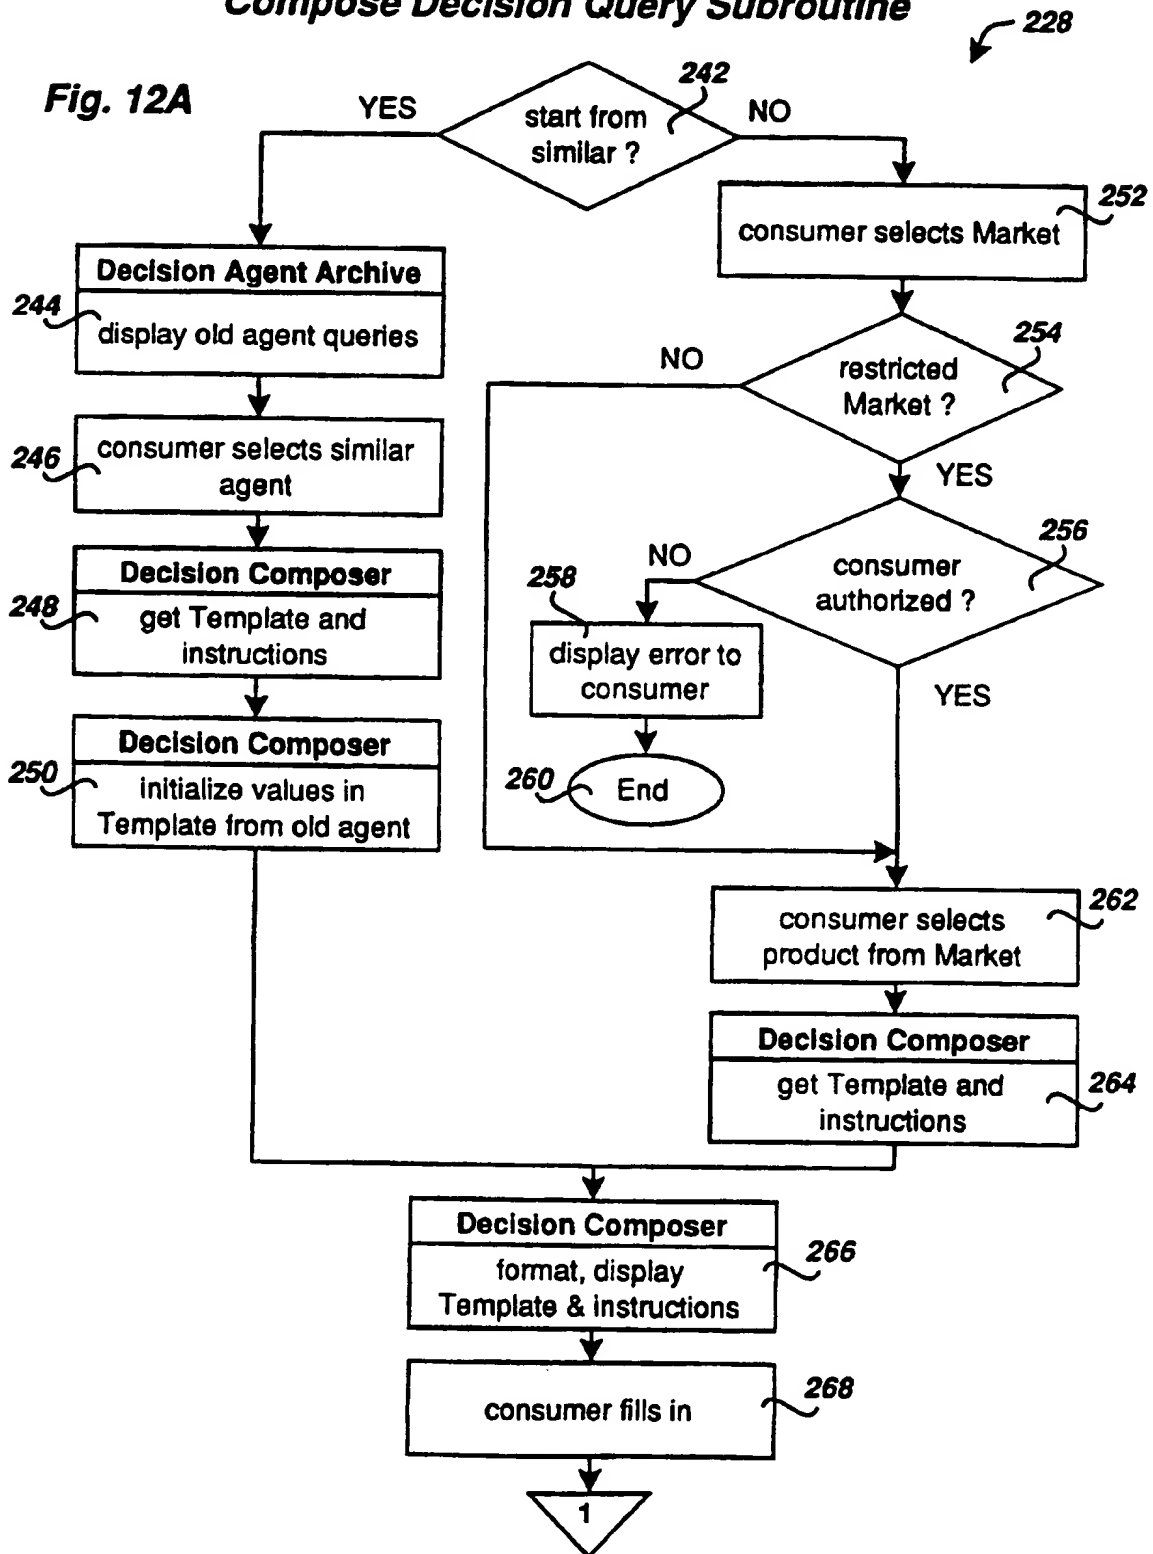 Compose Decision Query Subroutine
228
Fig. 12A
242
YES
start from
similar ?
NO
252
consumer selects Market
Decision Agent Archive
244
display old agent queries
254
NO
restricted
Market ?
YES
246
consumer selects similar
agent
256
NO
consumer
authorized ?
YES
258
display error to
consumer
260
End
Decision Composer
248
get Template and
instructions
Decision Composer
250
initialize values in
Template from old agent
262
consumer selects
product from Market
Decision Composer
264
get Template and
instructions
Decision Composer
266
format, display
Template & instructions
268
consumer fills in
1